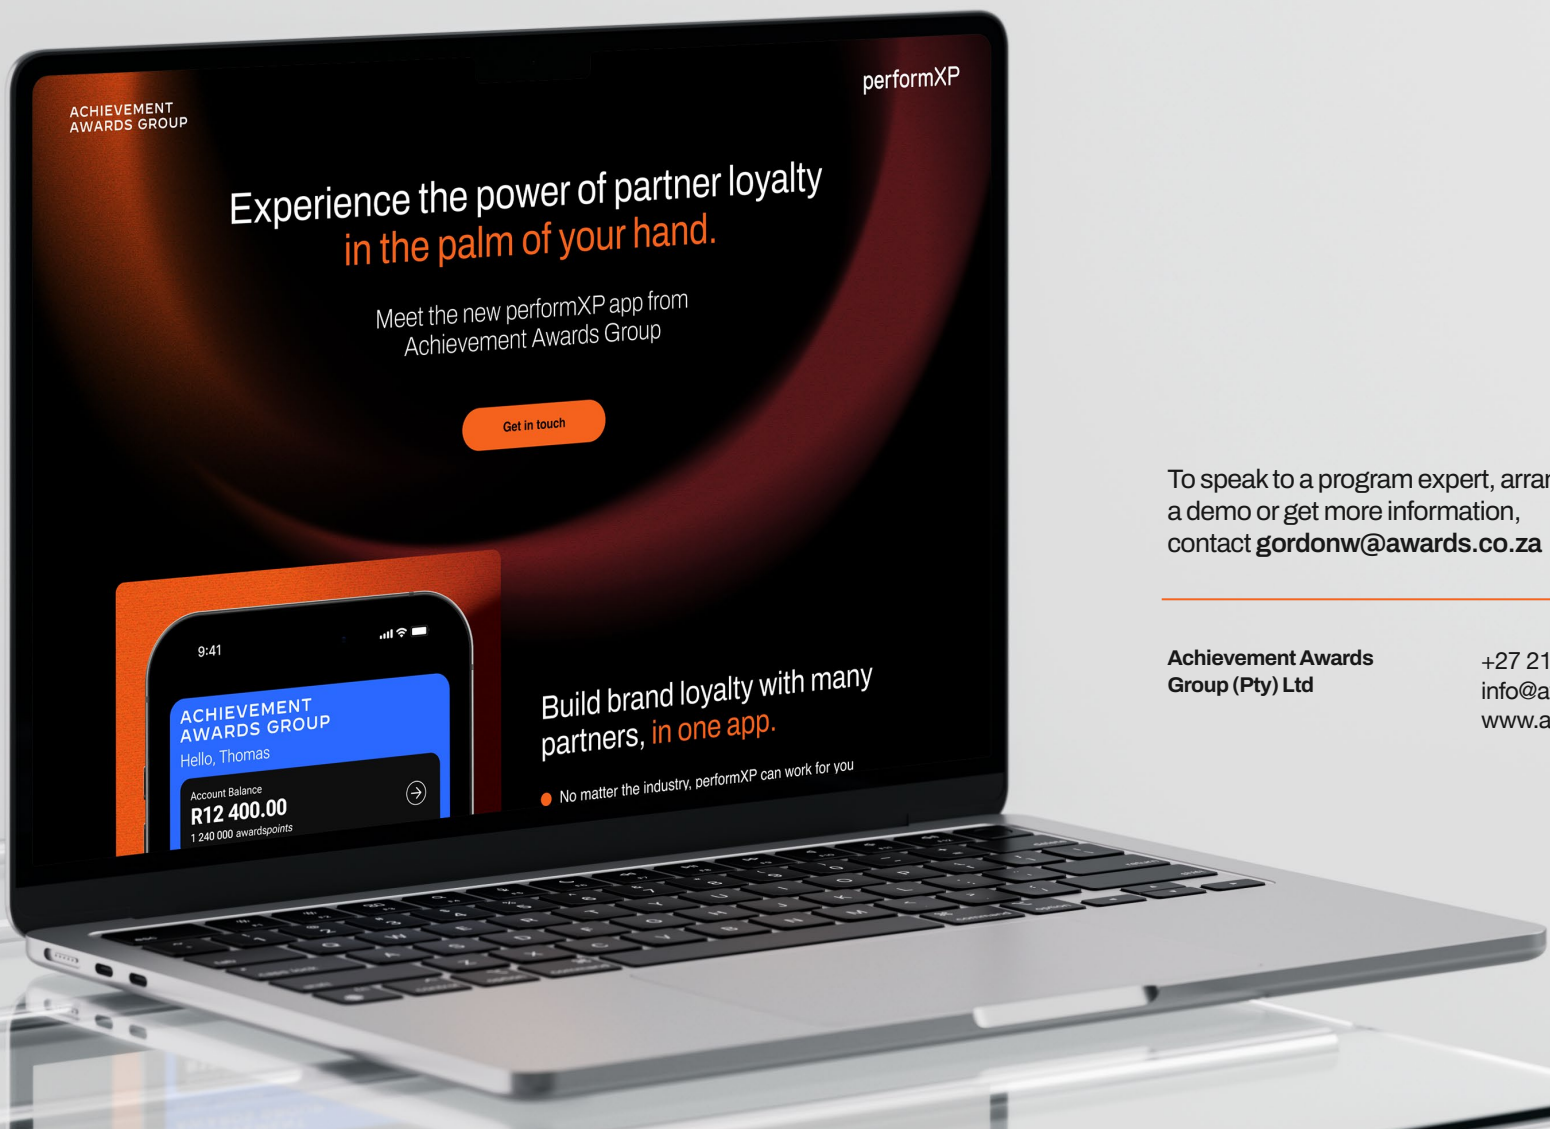 ACHIEVEMENT
AWARDS GROUP
performXP
Experience the power of partner loyalty
in the palm of your hand.
Meet the new performXP app from
Achievement Awards Group
Get in touch
9:41
ACHIEVEMENT
AWARDS GROUP
Hello, Thomas
Account Balance
R12 400.00
1 240 000 awardspoints
Build brand loyalty with many
partners, in one app.
No matter the industry, performXP can work for you
To speak to a program expert,
a demo or get more information,
contact gordonw@awards.co.za
Achievement Awards
Group (Pty) Ltd
+27 21